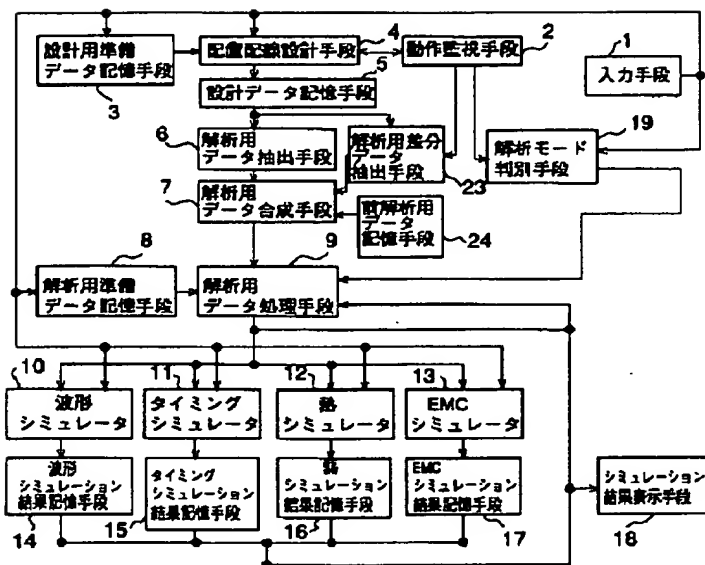 4
2
1
設計用準備
データ記憶手段
配置配線設計手段
動作監視手段
入力手段
3
5
設計データ記憶手段
19
6
解析用
データ抽出手段
解析用差分
データ
抽出手段
解析モード
判別手段
23
7
解析用
データ合成手段
前解析用
データ
記憶手段
24
8
9
解析用準備
データ記憶手段
解析用
データ処理手段
10
11
12
13
波形
シミュレータ
タイミング
シミュレータ
熱
シミュレータ
EMC
シミュレータ
波形
シミュレーション
結果記憶手段
タイミング
シミュレーション
結果記憶手段
熱
シミュレーション
結果記憶手段
EMC
シミュレーション
結果記憶手段
シミュレーション
結果表示手段
14
15
16
17
18